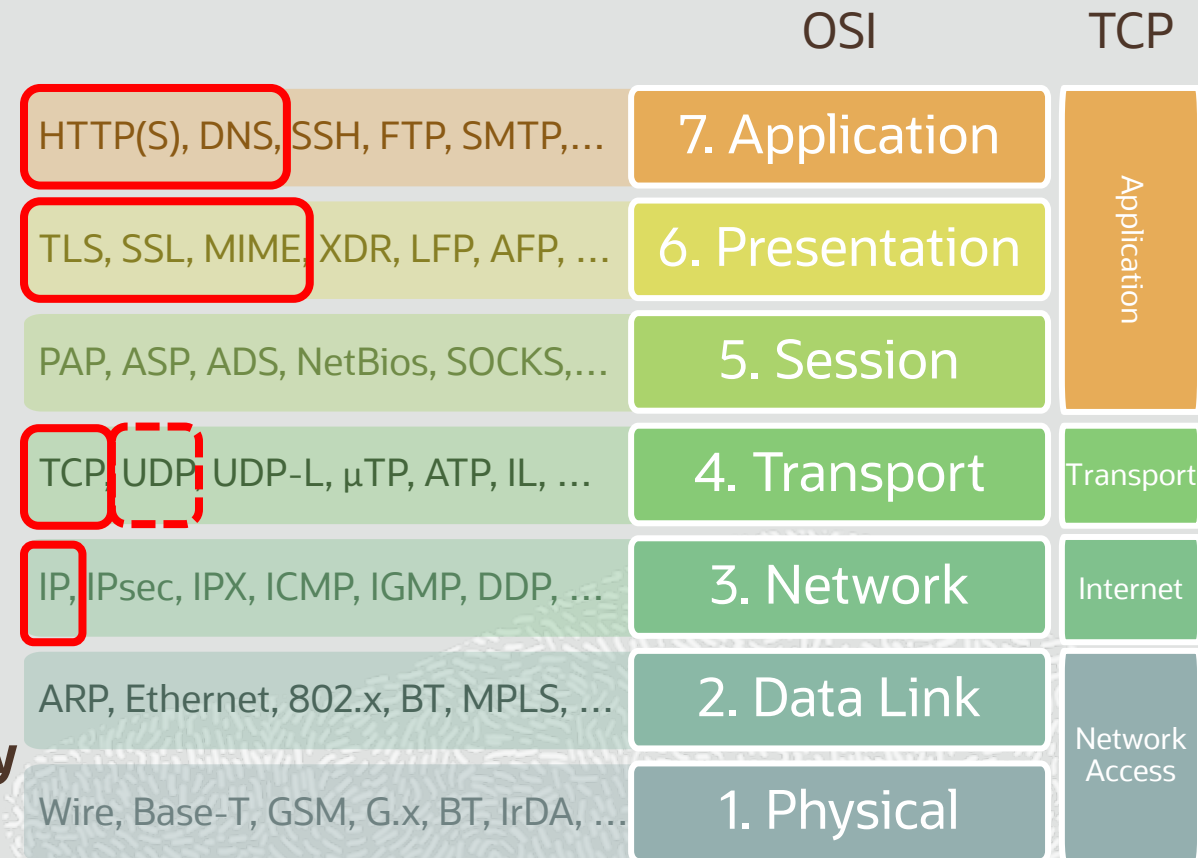 OSI TCP
HTTP(S), DNS, SSH, FTP, SMTP,... 7. Application
Application
TLS, SSL, MIME, XDR, LFP, AFP, ... 6. Presentation
PAP, ASP, ADS, NetBios, SOCKS,... 5. Session
TCP, UDP, UDP-L, μTP, ATP, IL, ... 4. Transport Transport
IP, IPsec, IPX, ICMP, IGMP, DDP, ... 3. Network Internet
ARP, Ethernet, 802.x, BT, MPLS, ... 2. Data Link
Network
Access
y
Wire, Base-T, GSM, G.x, BT, IrDA, ... 1. Physical